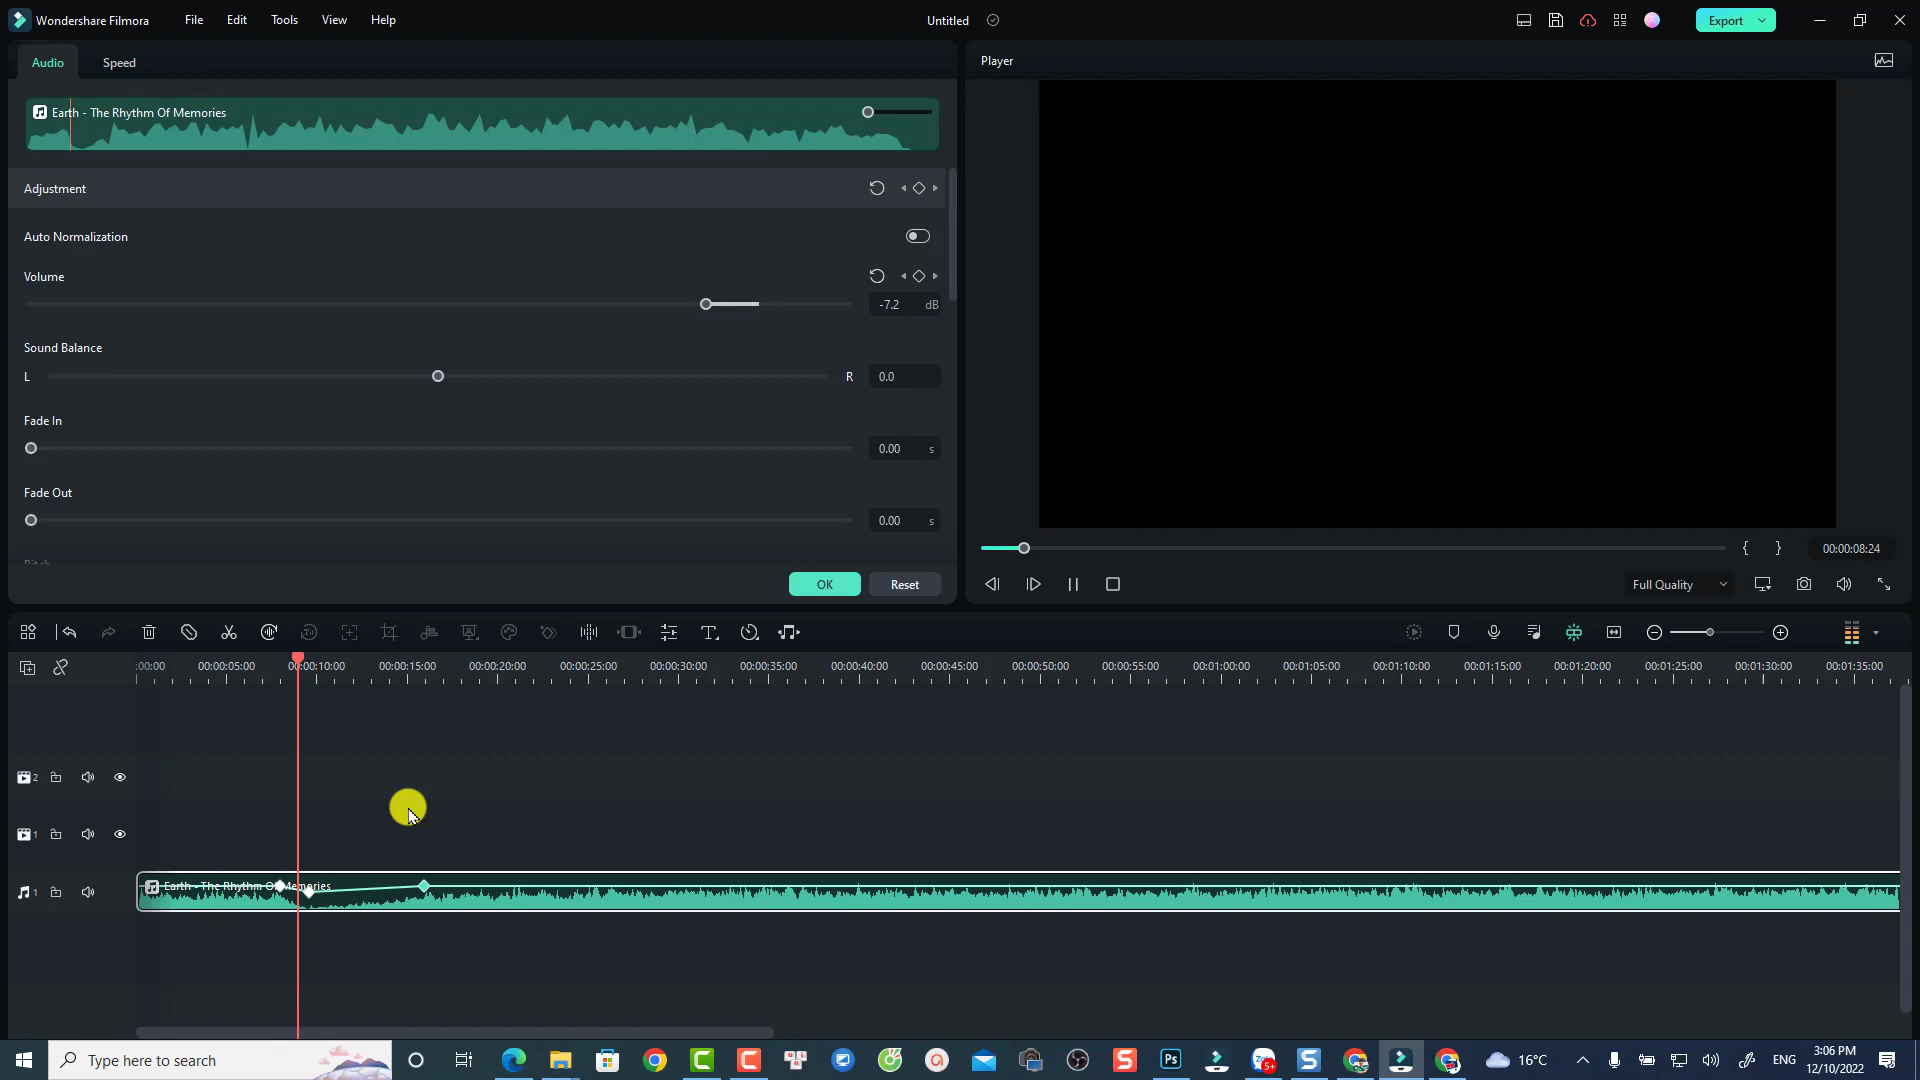 Wondershare Filmora
File
Edit
Tools
View
Help
Untitled
Export
Audio
Speed
Player
Earth - The Rhythm Of Memories
Adjustment
Auto Normalization
Volume
-7.2 dB
Sound Balance
L
R
0.0
Fade In
0.00 s
Fade Out
0.00 s
Pitch
OK
Reset
{ }
00:00:08:24
Full Quality
:00:00
00:00:05:00
00:00:10:00
00:00:15:00
00:00:20:00
00:00:25:00
00:00:30:00
00:00:35:00
00:00:40:00
00:00:45:00
00:00:50:00
00:00:55:00
00:01:00:00
00:01:05:00
00:01:10:00
00:01:15:00
00:01:20:00
00:01:25:00
00:01:30:00
00:01:35:00
2
1
1
Earth - The Rhythm Of Memories
Type here to search
Ps
5+
16°C
ENG
3:06 PM
12/10/2022